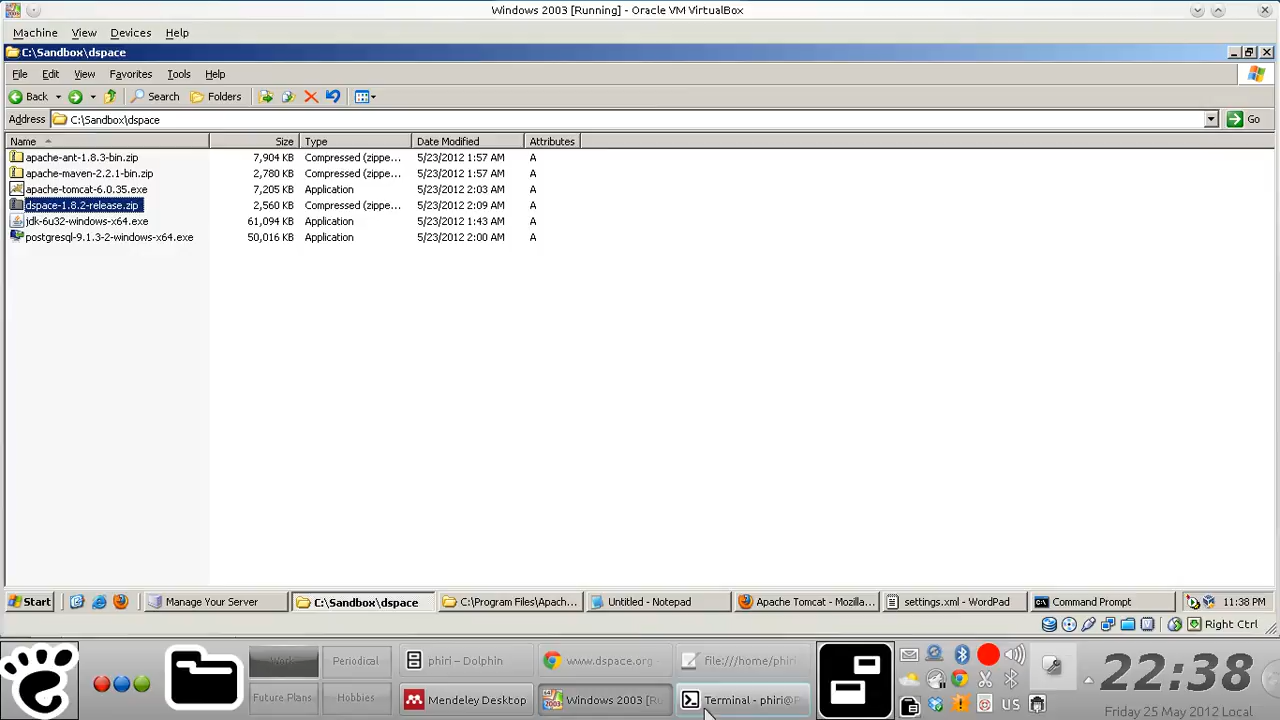 Windows 2003 [Running] - Oracle VM VirtualBox
Machine View Devices Help
C:\Sandbox\dspace
File Edit View Favorites Tools Help
Back Search Folders
Address C:\Sandbox\dspace Go
Name Size Type Date Modified Attributes
apache-ant-1.8.3-bin.zip 7,904 KB Compressed (zippe... 5/23/2012 1:57 AM A
apache-maven-2.2.1-bin.zip 2,780 KB Compressed (zippe... 5/23/2012 1:57 AM A
apache-tomcat-6.0.35.exe 7,205 KB Application 5/23/2012 2:03 AM A
dspace-1.8.2-release.zip 2,560 KB Compressed (zippe... 5/23/2012 2:09 AM A
jdk-6u32-windows-x64.exe 61,094 KB Application 5/23/2012 1:43 AM A
postgresql-9.1.3-2-windows-x64.exe 50,016 KB Application 5/23/2012 2:00 AM A
Start Manage Your Server C:\Sandbox\dspace C:\Program Files\Apach... Untitled - Notepad Apache Tomcat - Mozilla... settings.xml - WordPad Command Prompt 11:38 PM
Right Ctrl
Work Periodical phiri – Dolphin www.dspace.org file:///home/phiri
Future Plans Hobbies Mendeley Desktop Windows 2003 [R Terminal - phiri@ US
22:38
Friday 25 May 2012 Local